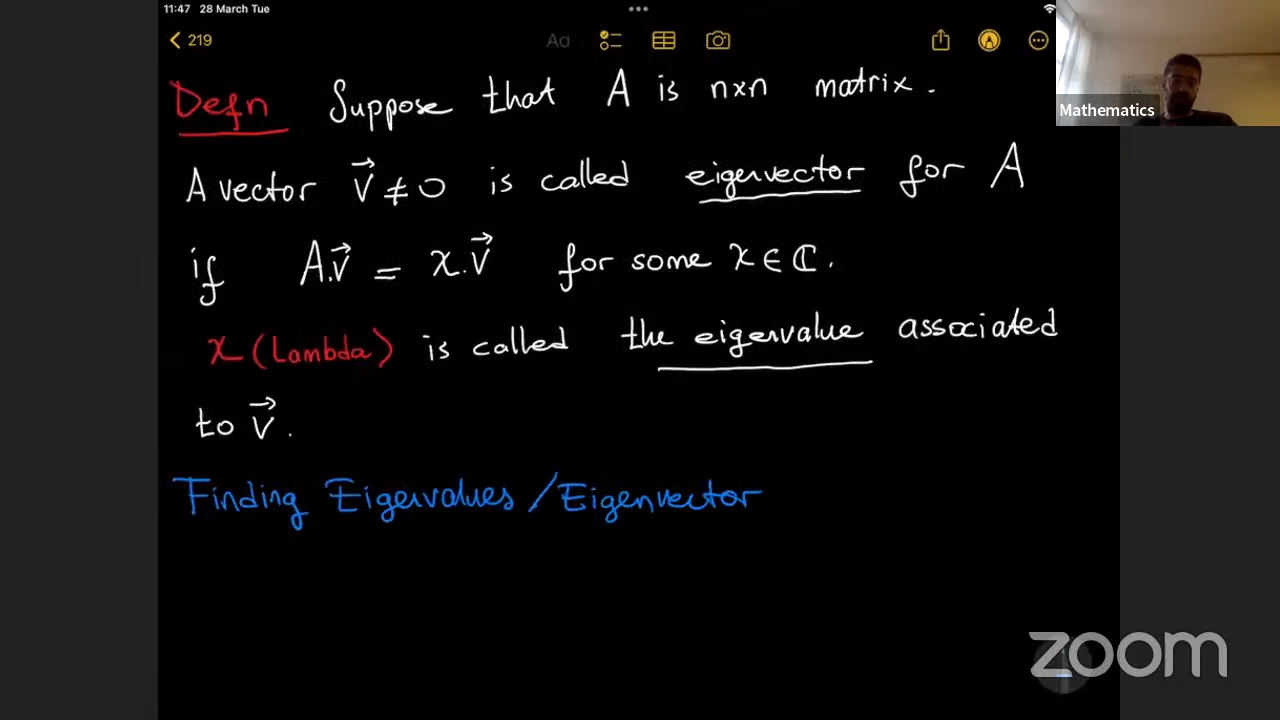 11:47 28 March Tue
219
Aa
Mathematics
Defn Suppose that A is n×n matrix.
A vector v⃗ ≠ 0 is called eigenvector for A
if A.v⃗ = λ.v⃗ for some λ ∈ ℂ.
λ (Lambda) is called the eigenvalue associated
to v⃗.
Finding Eigenvalues / Eigenvector
zoom